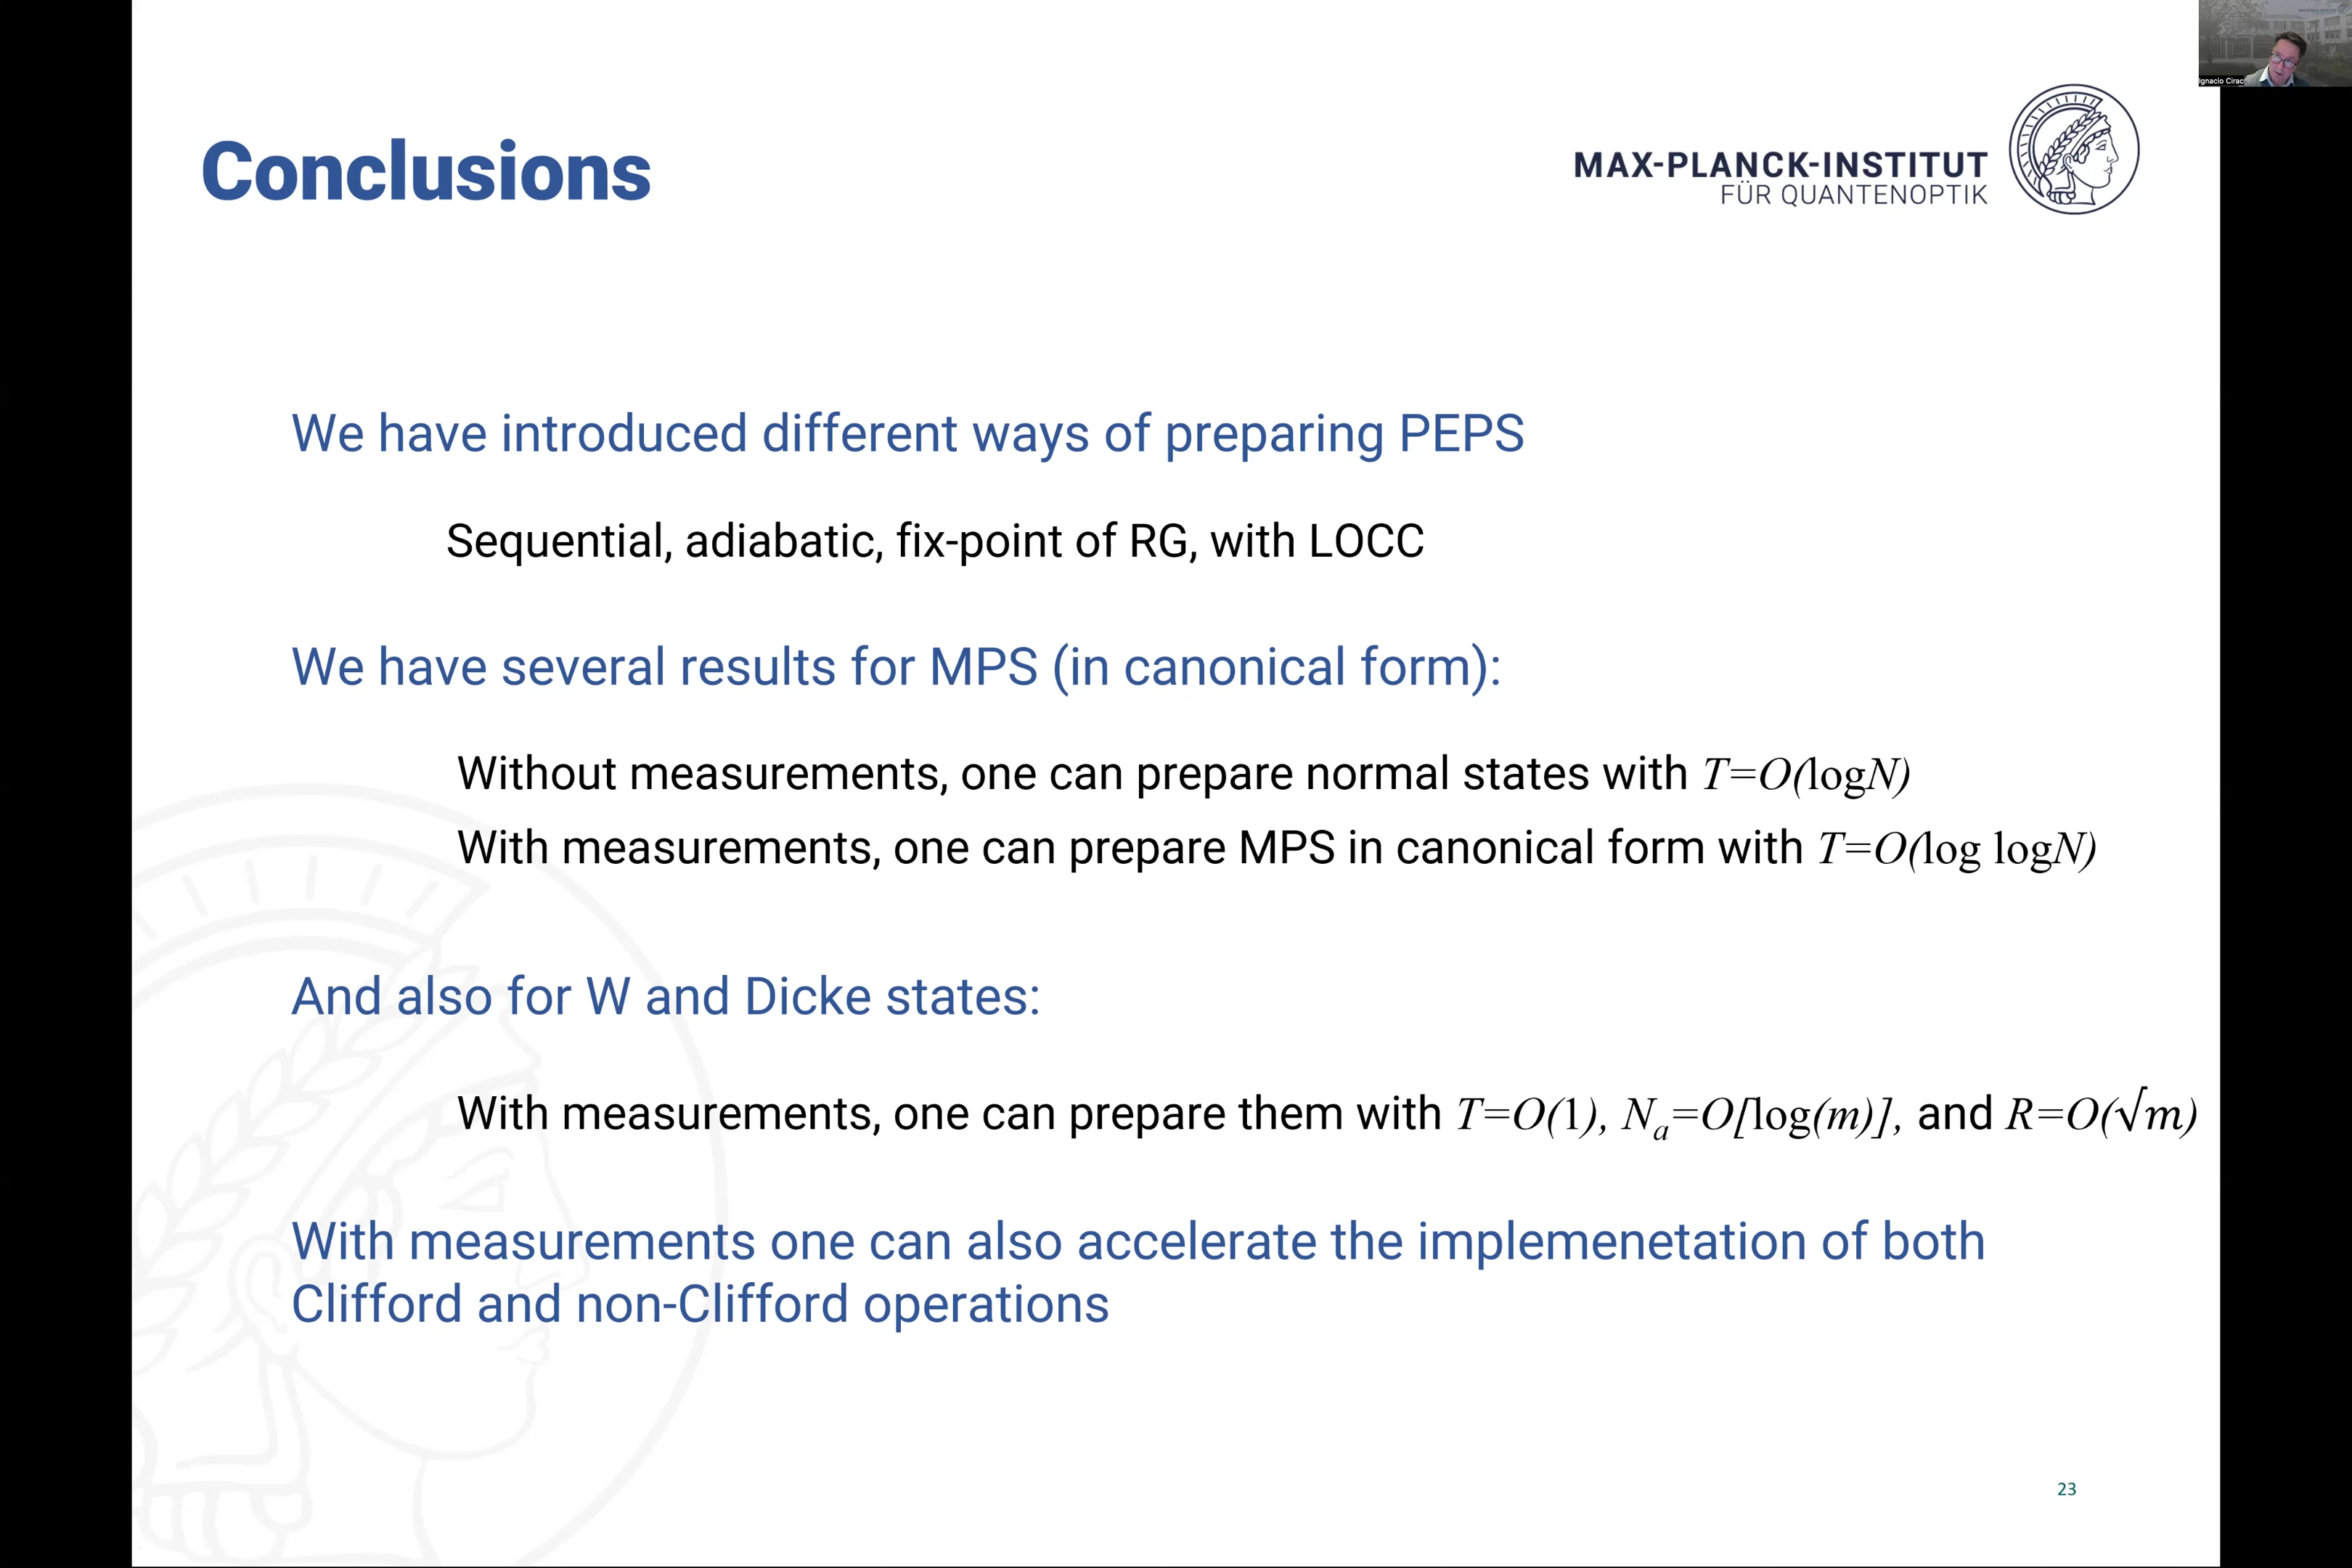 Ignacio Cirac
Conclusions
MAX-PLANCK-INSTITUT
FÜR QUANTENOPTIK
We have introduced different ways of preparing PEPS
Sequential, adiabatic, fix-point of RG, with LOCC
We have several results for MPS (in canonical form):
Without measurements, one can prepare normal states with T=O(logN)
With measurements, one can prepare MPS in canonical form with T=O(log logN)
And also for W and Dicke states:
With measurements, one can prepare them with T=O(1), Nₐ=O[log(m)], and R=O(√m)
With measurements one can also accelerate the implemenetation of both
Clifford and non-Clifford operations
23